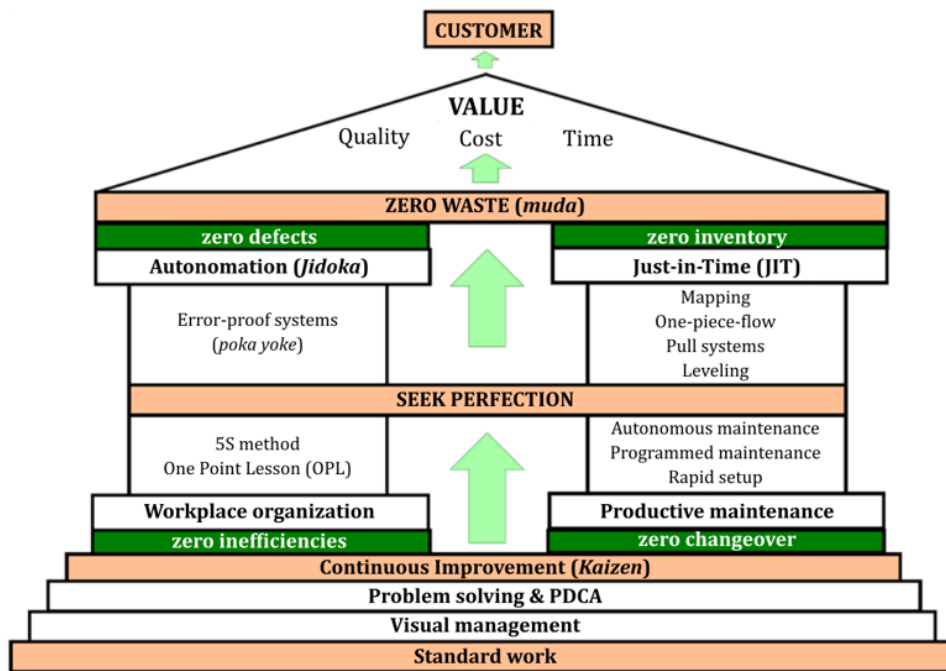 CUSTOMER
VALUE
Quality Cost Time
ZERO WASTE (muda)
zero defects
Autonomation (Jidoka)
Error-proof systems
(poka yoke)
zero inventory
Just-in-Time (JIT)
Mapping
One-piece-flow
Pull systems
Leveling
SEEK PERFECTION
5S method
One Point Lesson (OPL)
Workplace organization
zero inefficiencies
Autonomous maintenance
Programmed maintenance
Rapid setup
Productive maintenance
zero changeover
Continuous Improvement (Kaizen)
Problem solving & PDCA
Visual management
Standard work